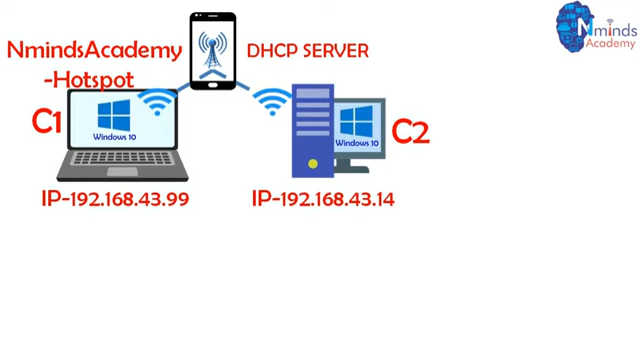 NmindsAcademy
-Hotspot
DHCP SERVER
Nminds
Academy
C1
Windows 10
Windows 10
C2
IP-192.168.43.99
IP-192.168.43.14